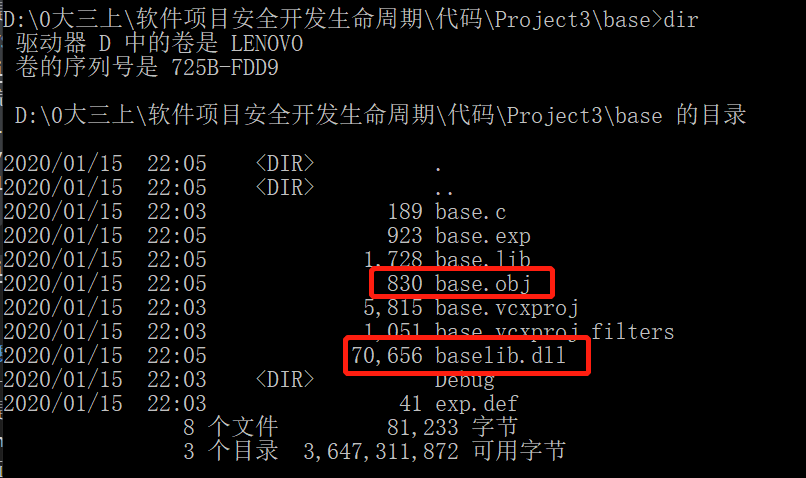 D:\0大三上\软件项目安全开发生命周期\代码\Project3\base>dir
驱动器 D 中的卷是 LENOVO
卷的序列号是 725B-FDD9
D:\0大三上\软件项目安全开发生命周期\代码\Project3\base 的目录
2020/01/15 22:05 <DIR> .
2020/01/15 22:05 <DIR> ..
2020/01/15 22:03 189 base.c
2020/01/15 22:05 923 base.exp
2020/01/15 22:05 1,728 base.lib
2020/01/15 22:05 830 base.obj
2020/01/15 22:03 5,815 base.vcxproj
2020/01/15 22:03 1,051 base.vcxproj.filters
2020/01/15 22:05 70,656 baselib.dll
2020/01/15 22:03 <DIR> Debug
2020/01/15 22:03 41 exp.def
8 个文件 81,233 字节
3 个目录 3,647,311,872 可用字节